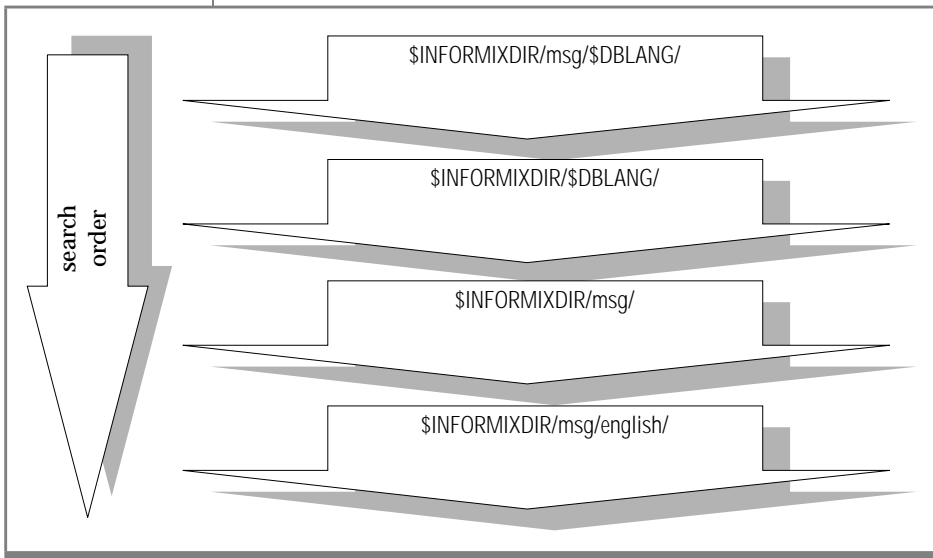 search
order
$INFORMIXDIR/msg/$DBLANG/
$INFORMIXDIR/$DBLANG/
$INFORMIXDIR/msg/
$INFORMIXDIR/msg/english/